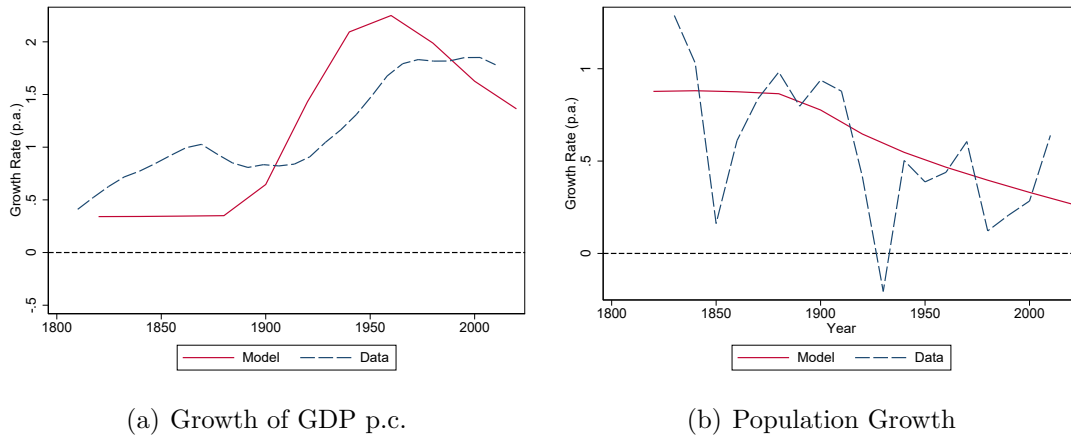 Growth Rate (p.a.)
2
1.5
1
.5
0
-.5
1800 1850 1900 1950 2000
Model Data
(a) Growth of GDP p.c.
Growth Rate (p.a.)
1
.5
0
1800 1850 1900 1950 2000
Year
Model Data
(b) Population Growth